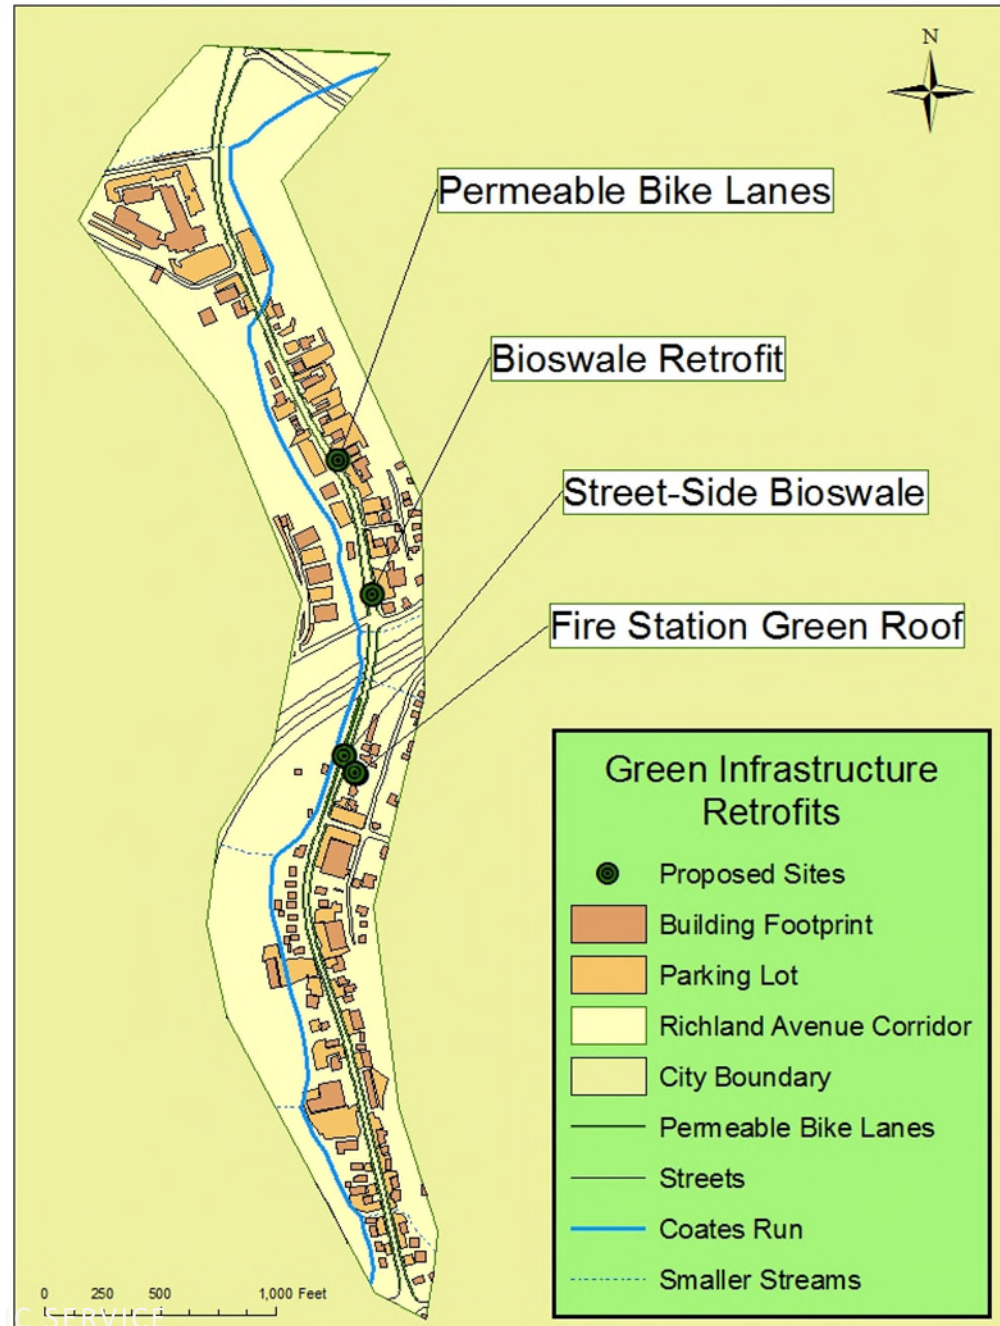 N
Permeable Bike Lanes
Bioswale Retrofit
Street-Side Bioswale
Fire Station Green Roof
Green Infrastructure
Retrofits
Proposed Sites
Building Footprint
Parking Lot
Richland Avenue Corridor
City Boundary
Permeable Bike Lanes
Streets
Coates Run
Smaller Streams
0 250 500 1,000 Feet
IC SERVICE